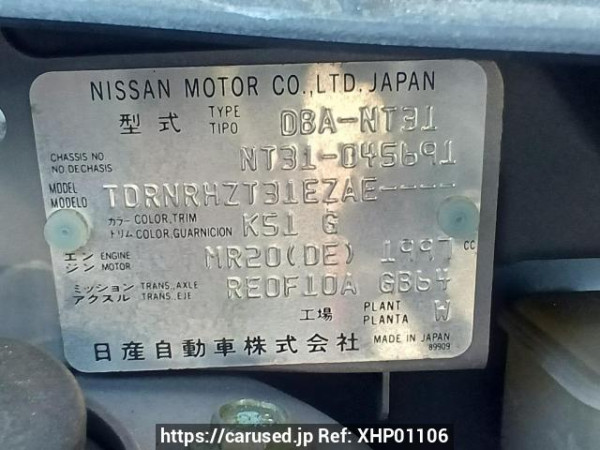 NISSAN MOTOR CO.,LTD. JAPAN
型式 TYPE TIPO DBA-NT31
CHASSIS NO NO DECHASIS NT31-045691
MODEL MODELO TDRNRHZT31EZAE----
カラー COLOR,TRIM トリム COLOR,GUARNICION K51 G
エンジン ENGINE MOTOR MR20(DE) 1997 CC
ミッション TRANS. AXLE アクスル TRANS. EJE RE0F10A GB64
工場 PLANT PLANTA W
日産自動車株式会社 MADE IN JAPAN
89909
https://carused.jp Ref: XHP01106